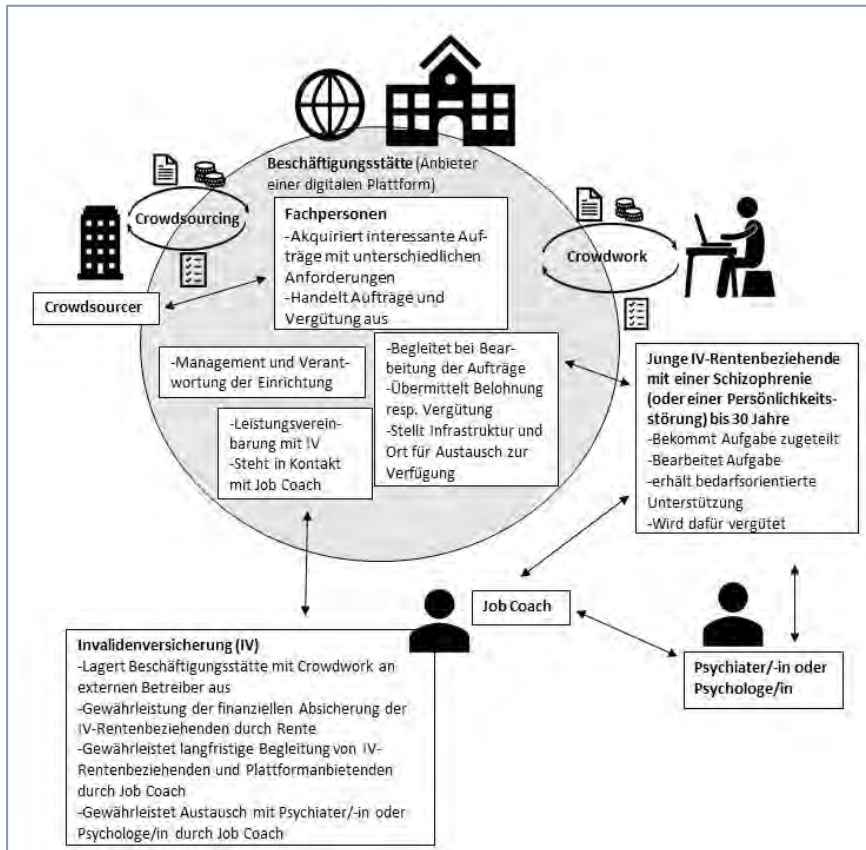 Beschäftigungsstätte (Anbieter
einer digitalen Plattform)
Crowdsourcing
Fachpersonen
-Akquiriert interessante Auf-
träge mit unterschiedlichen
Anforderungen
-Handelt Aufträge und
Vergütung aus
Crowdwork
Crowdsourcer
-Management und Verant-
wortung der Einrichtung
-Begleitet bei Bear-
beitung der Aufträge
-Übermittelt Belohnung
resp. Vergütung
-Stellt Infrastruktur und
Ort für Austausch zur
Verfügung
-Leistungsverein-
barung mit IV
-Steht in Kontakt
mit Job Coach
Junge IV-Rentenbeziehende
mit einer Schizophrenie
(oder einer Persönlichkeits-
störung) bis 30 Jahre
-Bekommt Aufgabe zugeteilt
-Bearbeitet Aufgabe
-erhält bedarfsorientierte
Unterstützung
-Wird dafür vergütet
Job Coach
Psychiater/-in oder
Psychologe/in
Invalidenversicherung (IV)
-Lagert Beschäftigungsstätte mit Crowdwork an
externen Betreiber aus
-Gewährleistung der finanziellen Absicherung der
IV-Rentenbeziehenden durch Rente
-Gewährleistet langfristige Begleitung von IV-
Rentenbeziehenden und Plattformanbietenden
durch Job Coach
-Gewährleistet Austausch mit Psychiater/-in oder
Psychologe/in durch Job Coach